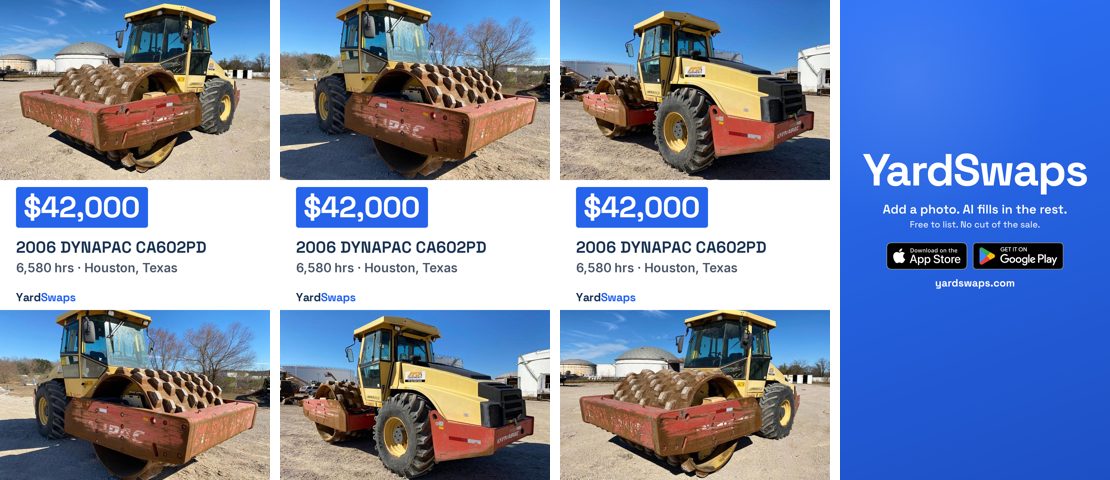 $42,000
2006 DYNAPAC CA602PD
6,580 hrs · Houston, Texas
YardSwaps
$42,000
2006 DYNAPAC CA602PD
6,580 hrs · Houston, Texas
YardSwaps
$42,000
2006 DYNAPAC CA602PD
6,580 hrs · Houston, Texas
YardSwaps
YardSwaps
Add a photo. AI fills in the rest.
Free to list. No cut of the sale.
Download on the
App Store
GET IT ON
Google Play
yardswaps.com